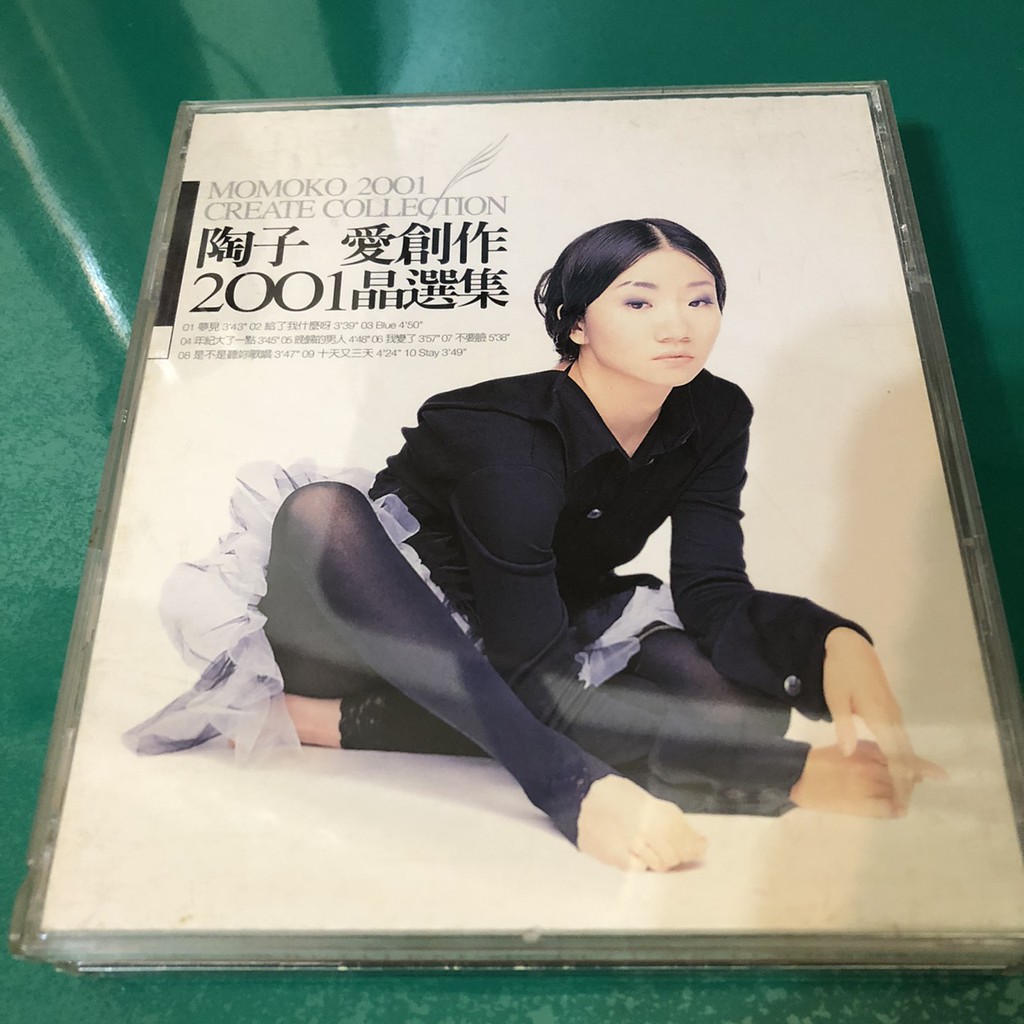 MOMOKO 2001
CREATE COLLECTION
陶子 愛創作
2001晶選集
01 夢見 3'43" 02 給了我什麼呀 3'39" 03 Blue 4'50"
04 年紀大了一點 3'45" 05 晚歸的男人 4'48" 06 我變了 3'57" 07 不要臉 5'38"
08 是不是聽妳歌唱 3'47" 09 十天又三天 4'24" 10 Stay 3'49"